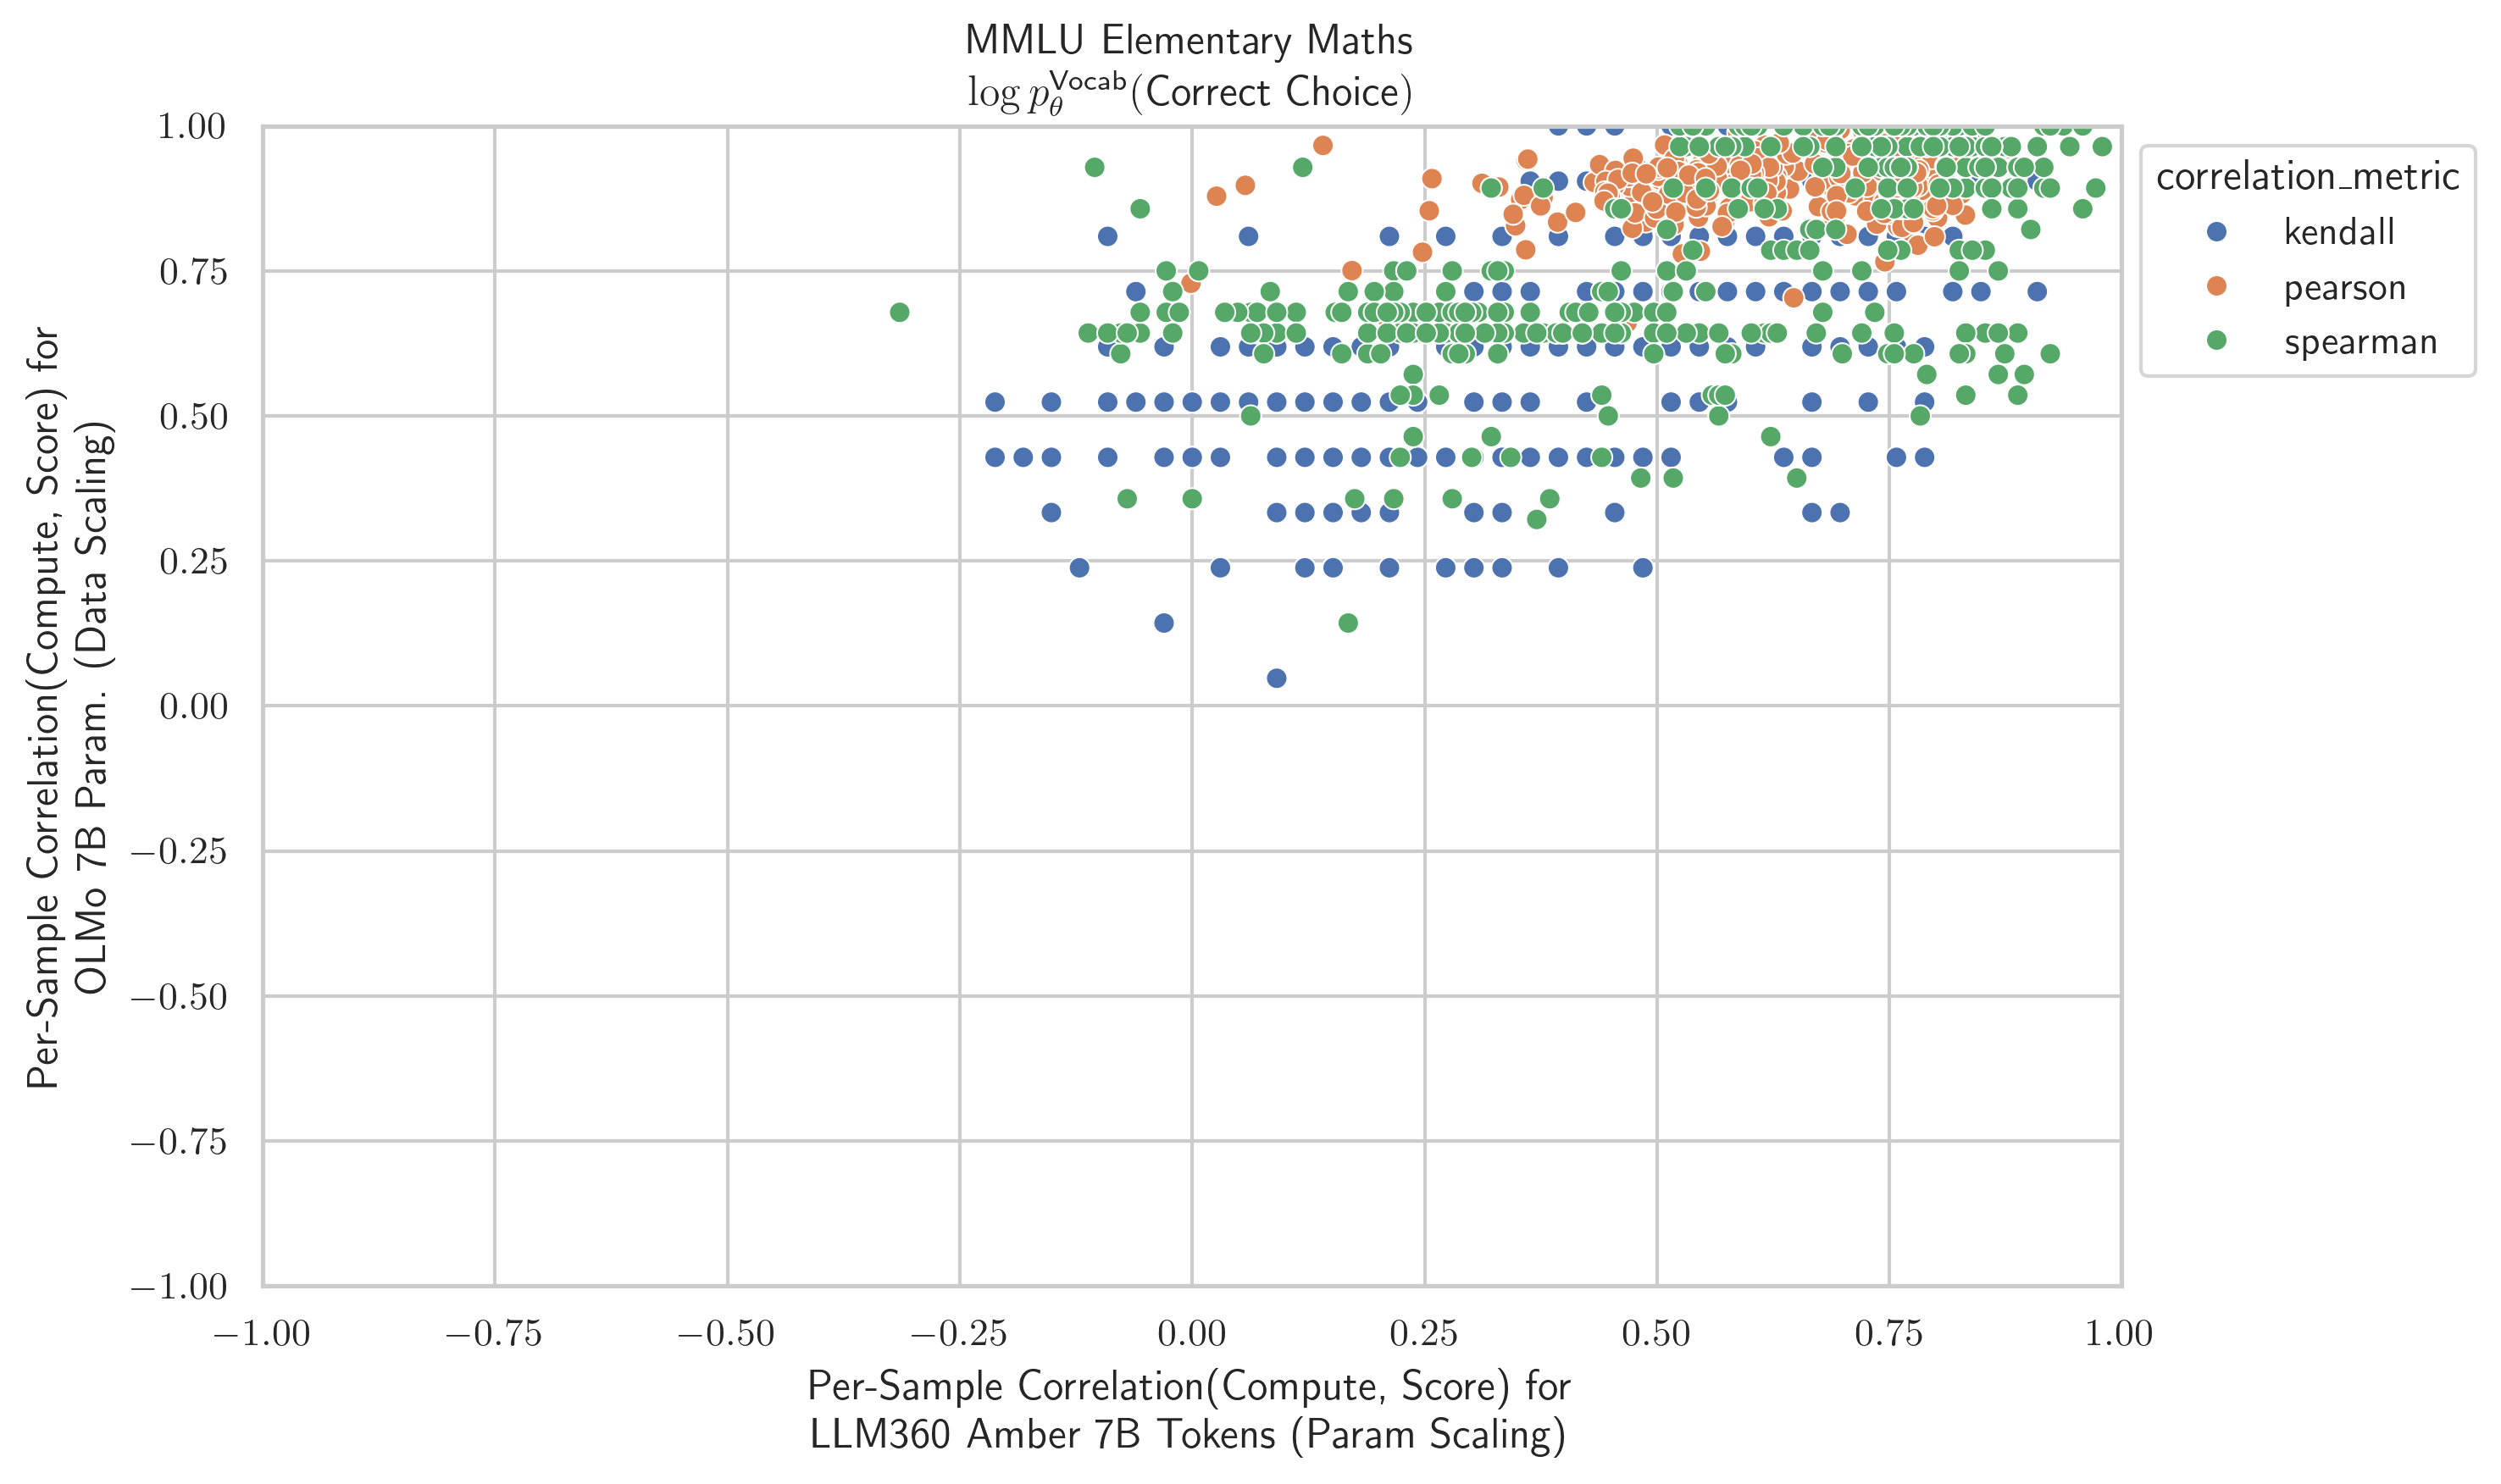 MMLU Elementary Maths
log p_θ^Vocab(Correct Choice)
1.00
0.75
0.50
0.25
0.00
−0.25
−0.50
−0.75
−1.00
Per-Sample Correlation(Compute, Score) for
OLMo 7B Param. (Data Scaling)
correlation_metric
kendall
pearson
spearman
−1.00 −0.75 −0.50 −0.25 0.00 0.25 0.50 0.75 1.00
Per-Sample Correlation(Compute, Score) for
LLM360 Amber 7B Tokens (Param Scaling)